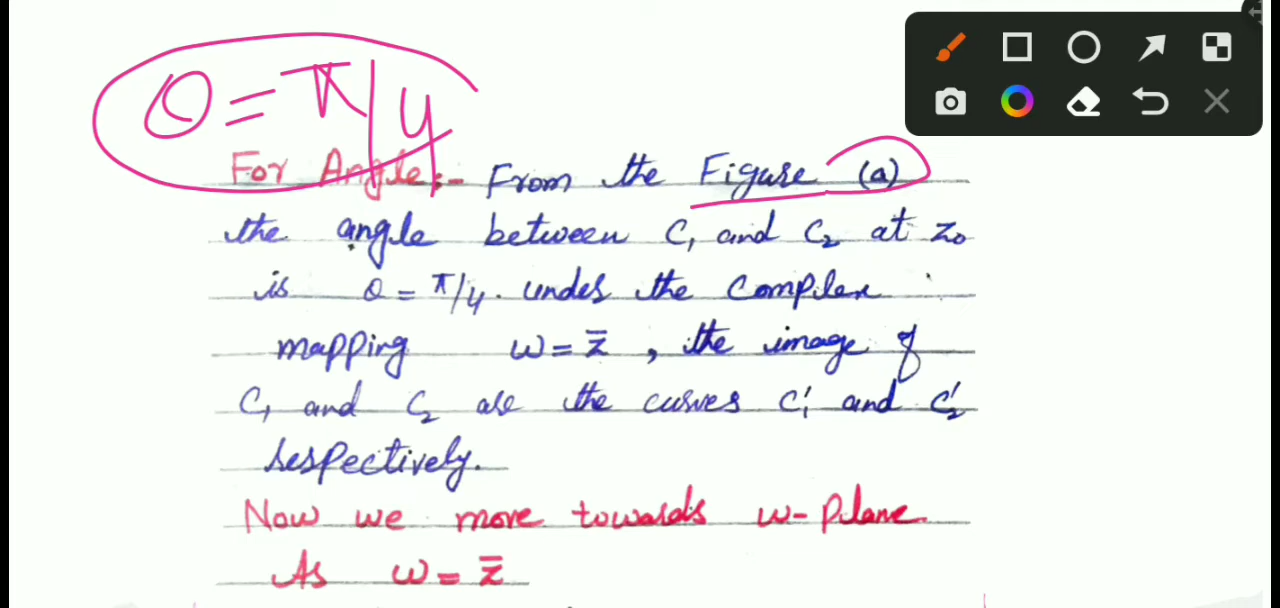 θ = π/4
For Angle:- From the Figure (a)
the angle between C₁ and C₂ at z₀
is θ = π/4. under the Complex
mapping w = z̄, the image of
C₁ and C₂ are the curves C₁' and C₂'
respectively.
Now we move towards w-Plane.
As w = z̄